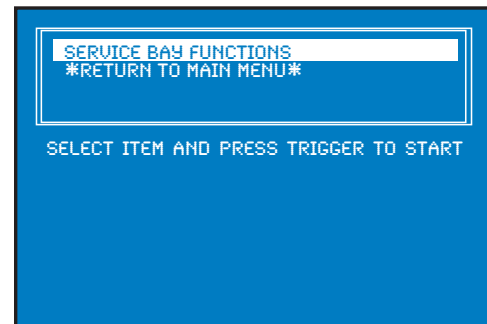 SERVICE BAY FUNCTIONS
*RETURN TO MAIN MENU*
SELECT ITEM AND PRESS TRIGGER TO START